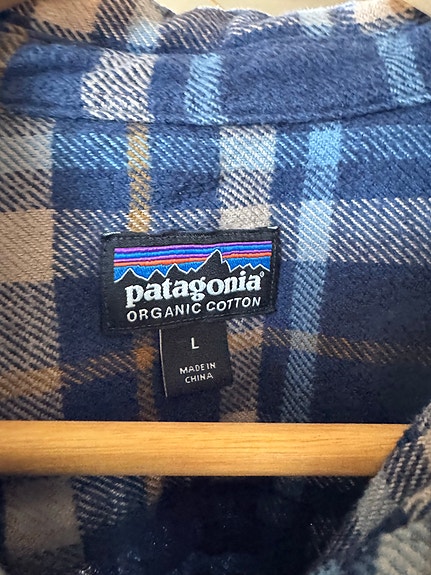 patagonia®
ORGANIC COTTON
L
MADE IN
CHINA